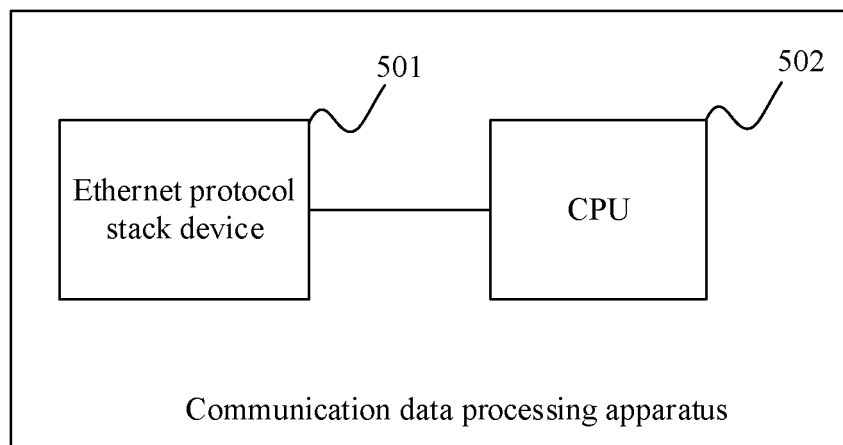 501
502
Ethernet protocol
stack device
CPU
Communication data processing apparatus